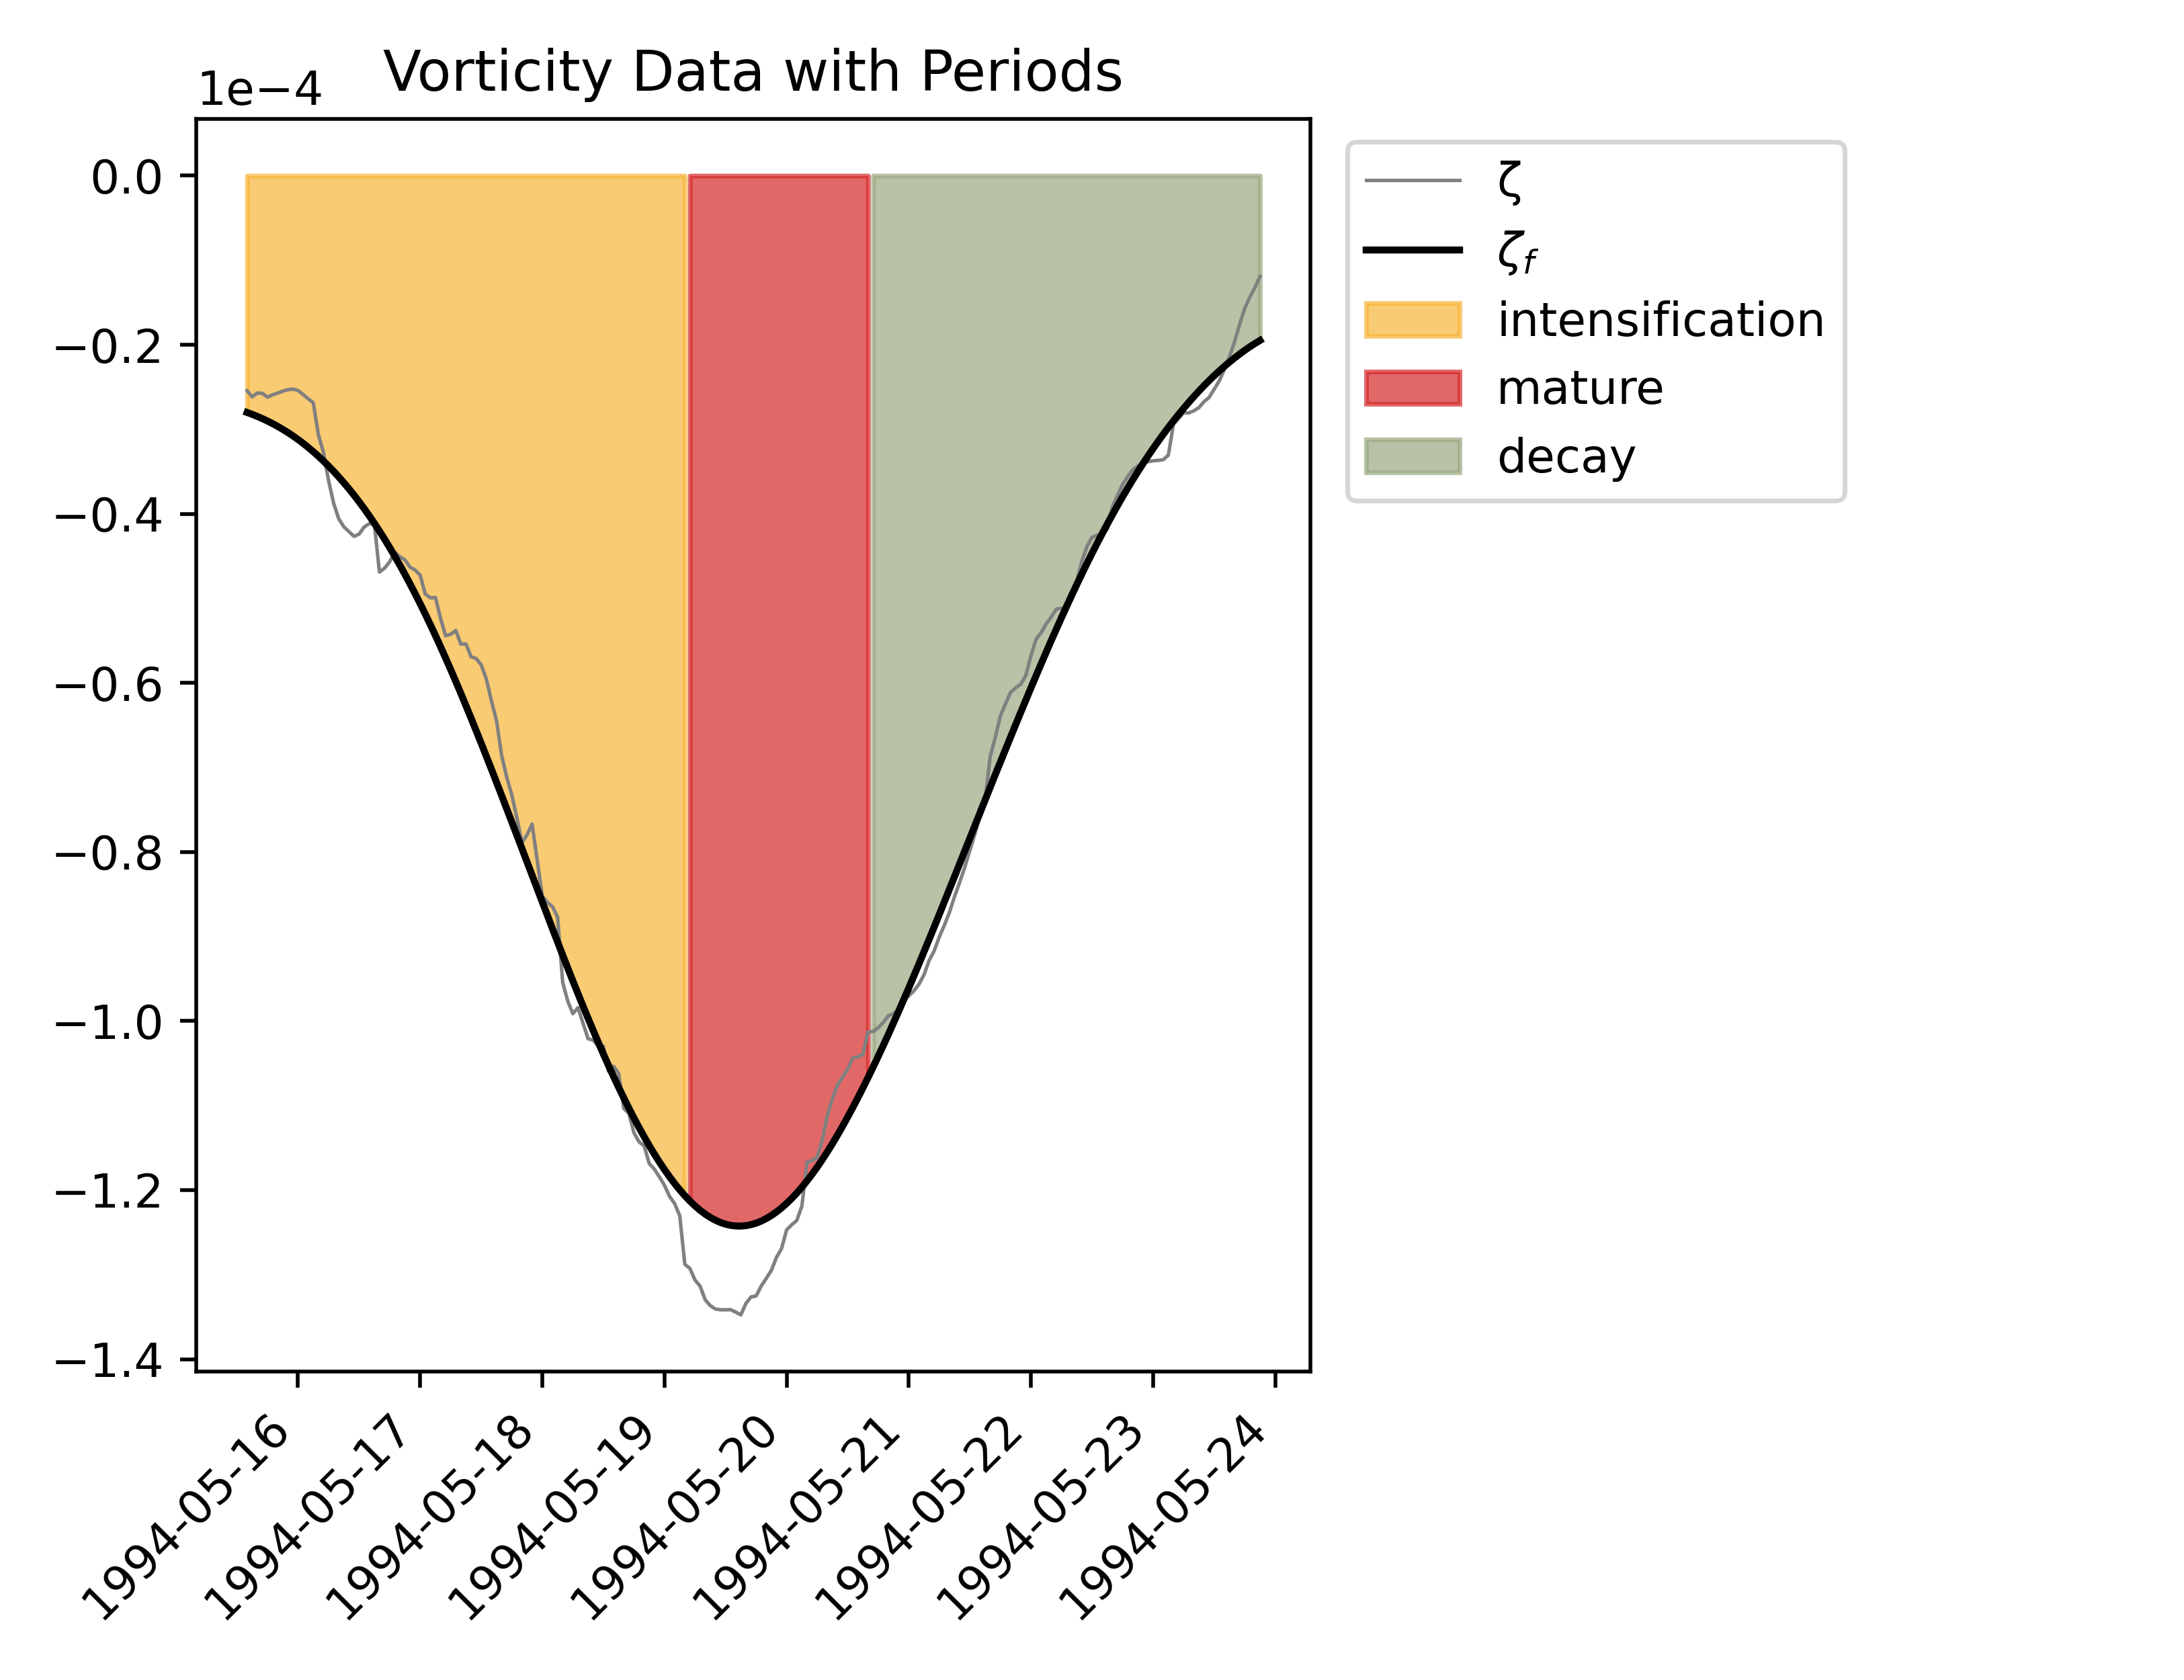 Vorticity Data with Periods
1e−4
0.0
−0.2
−0.4
−0.6
−0.8
−1.0
−1.2
−1.4
1994-05-16
1994-05-17
1994-05-18
1994-05-19
1994-05-20
1994-05-21
1994-05-22
1994-05-23
1994-05-24
ζ
ζf
intensification
mature
decay